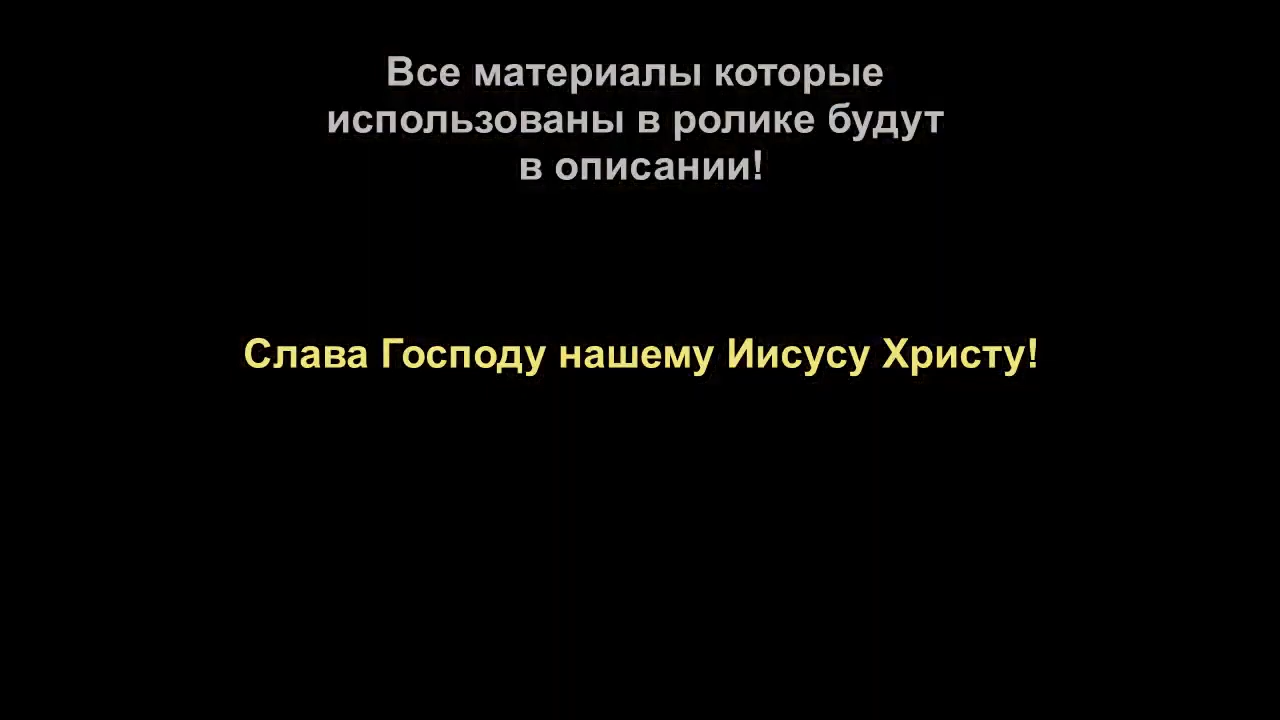 Все материалы которые
использованы в ролике будут
в описании!
Слава Господу нашему Иисусу Христу!